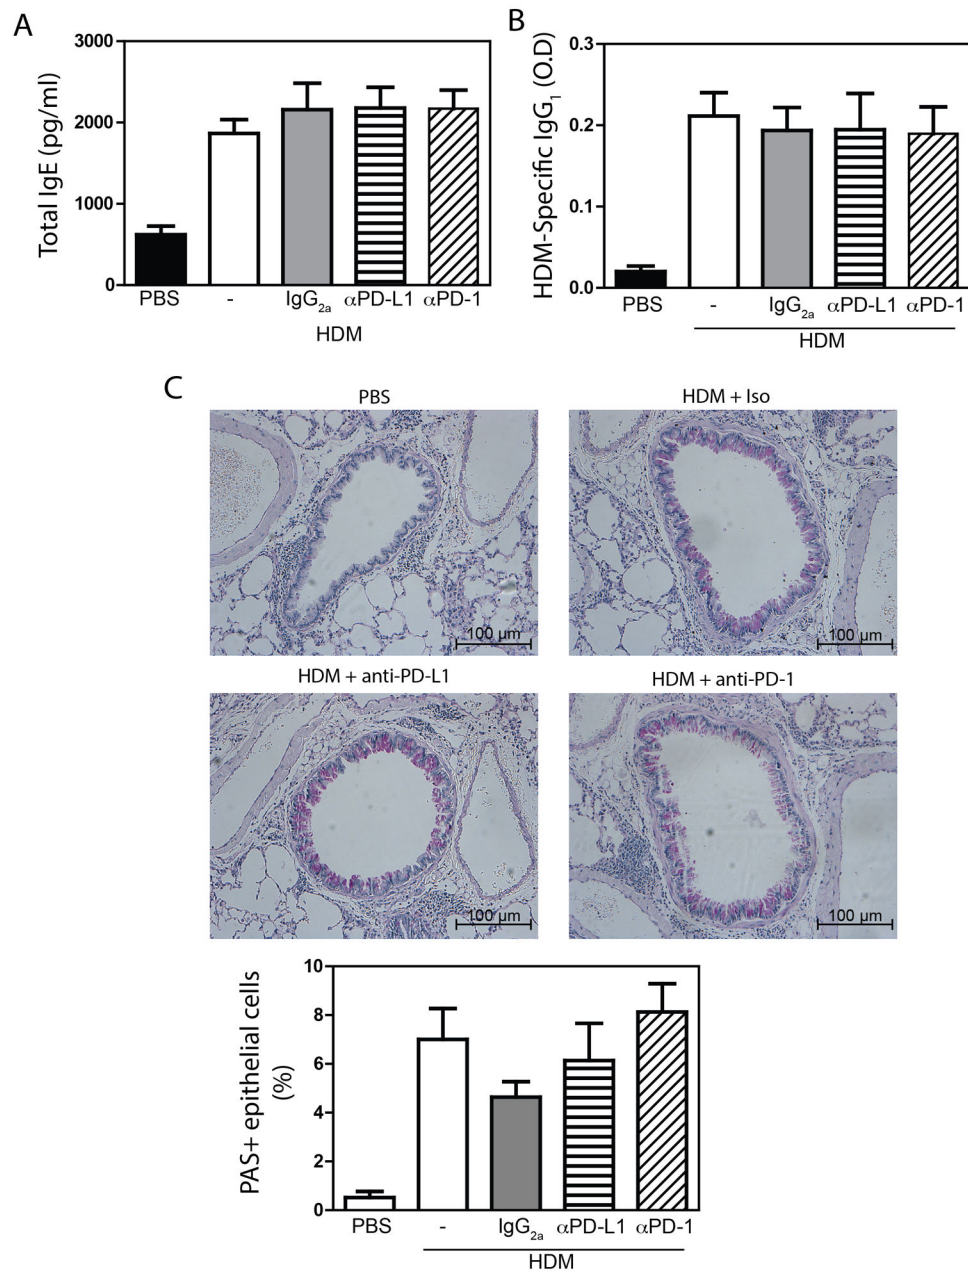 A
Total IgE (pg/ml)
3000
2000
1000
0
PBS - IgG2a αPD-L1 αPD-1
HDM
B
HDM-Specific IgG1 (O.D)
0.3
0.2
0.1
0.0
PBS - IgG2a αPD-L1 αPD-1
HDM
C
PBS
HDM + Iso
100 µm
100 µm
HDM + anti-PD-L1
HDM + anti-PD-1
100 µm
100 µm
PAS+ epithelial cells
(%)
10
8
6
4
2
0
PBS - IgG2a αPD-L1 αPD-1
HDM